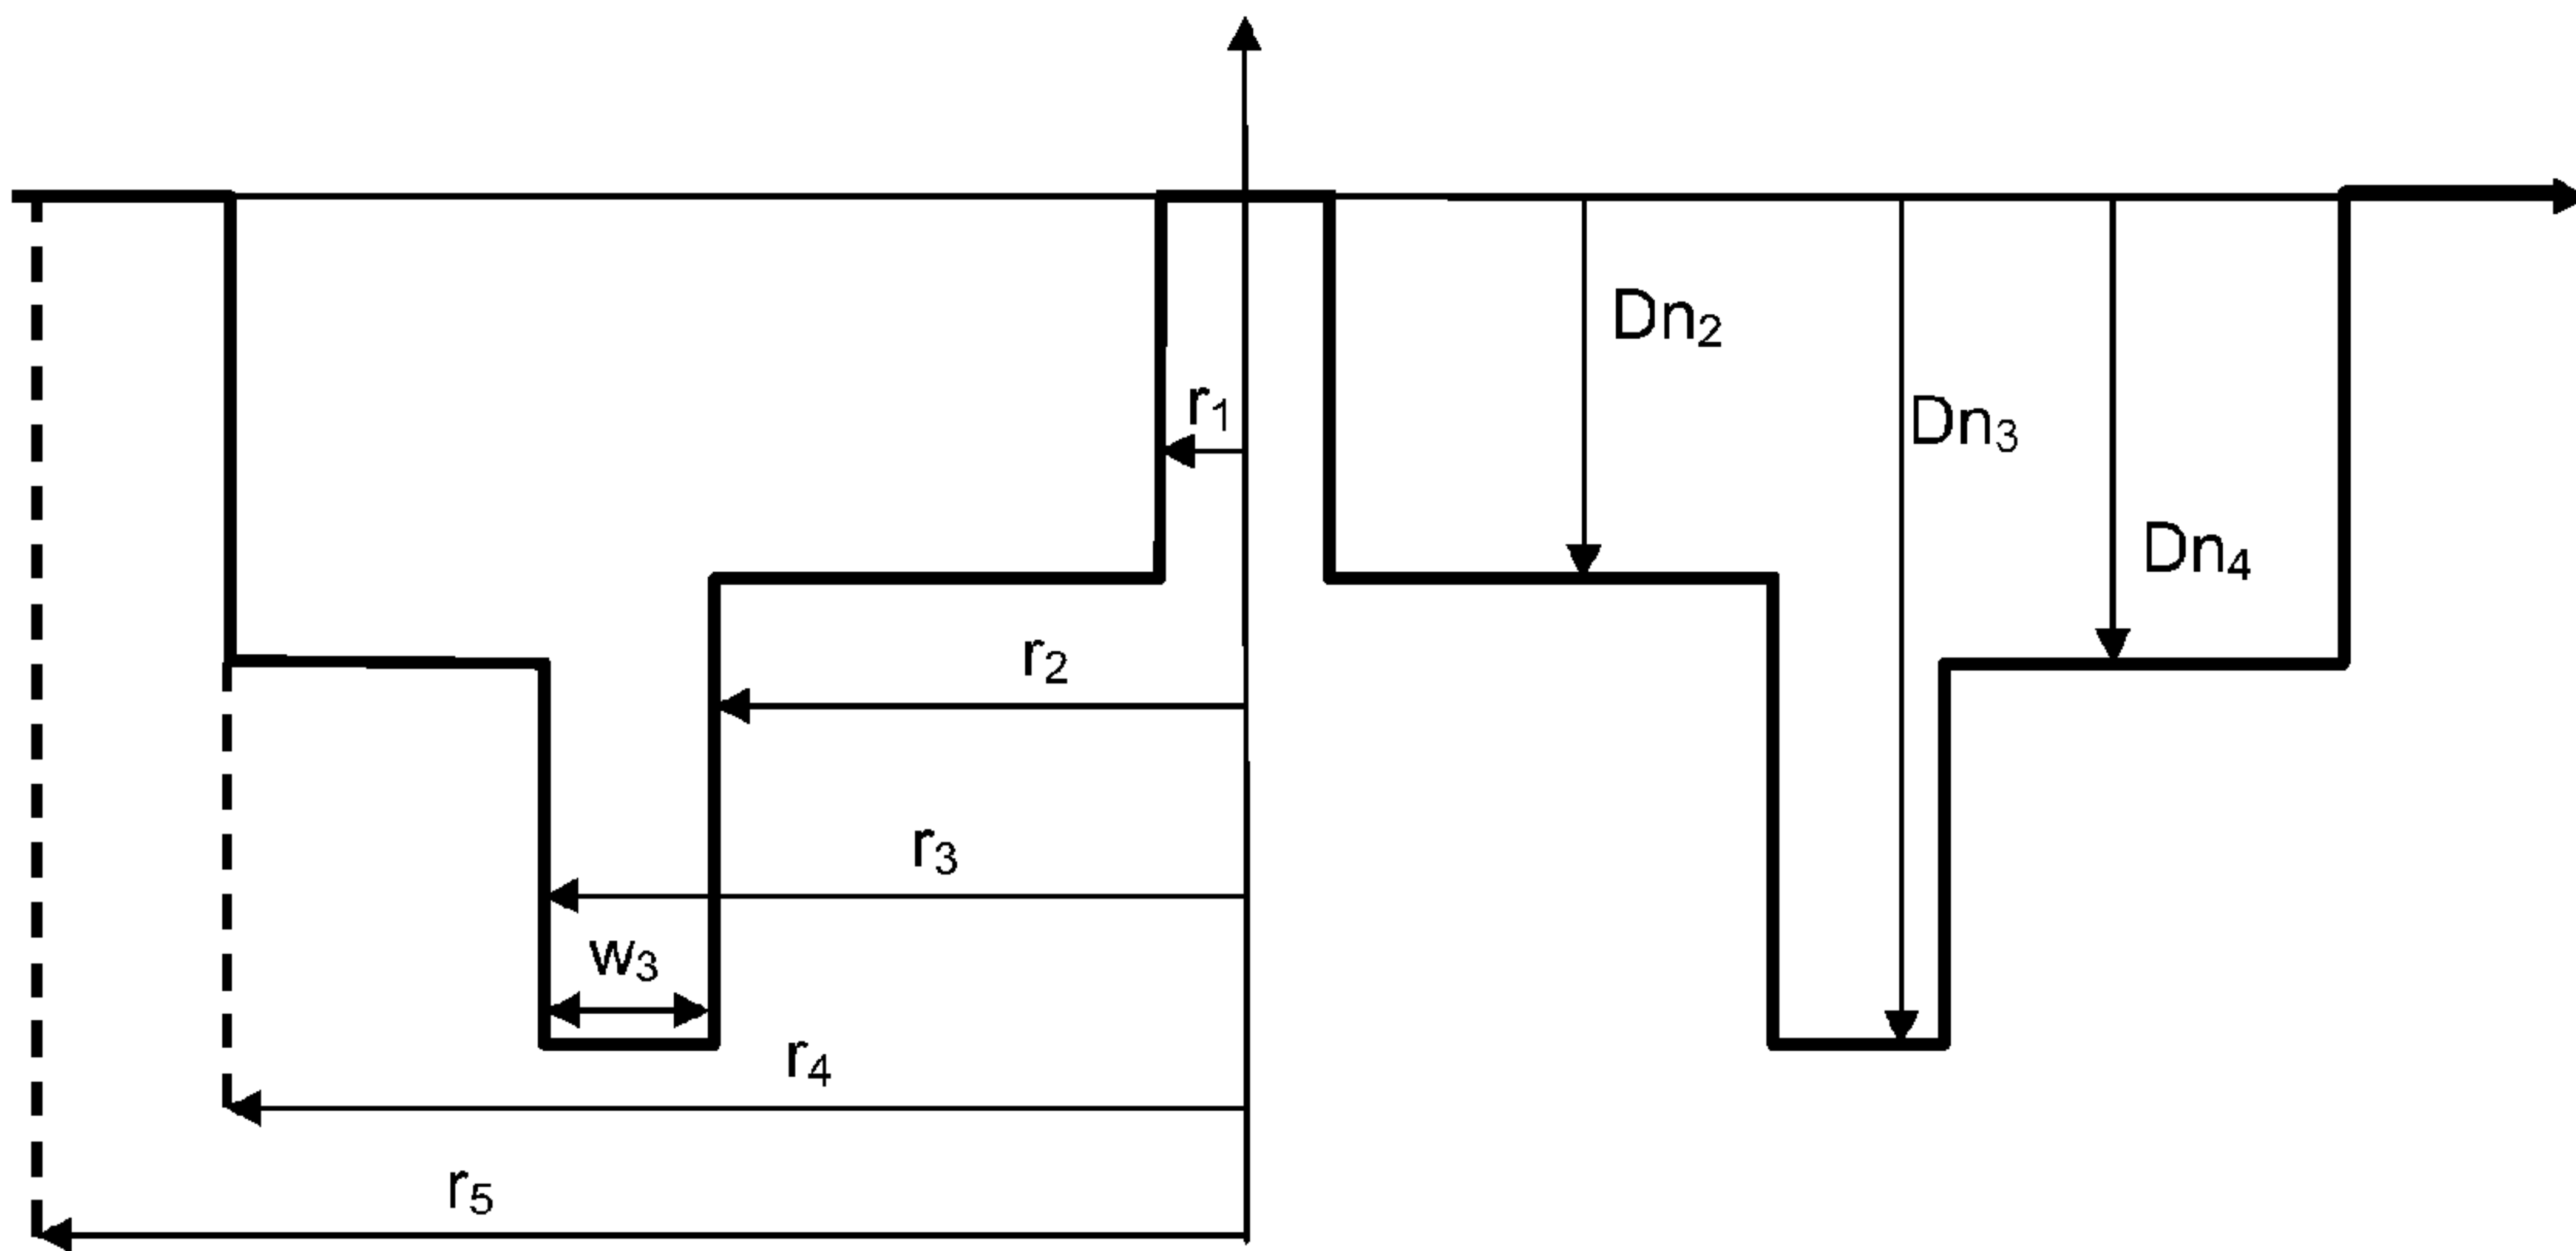 Dn₂
r₁
Dn₃
Dn₄
r₂
r₃
w₃
r₄
r₅